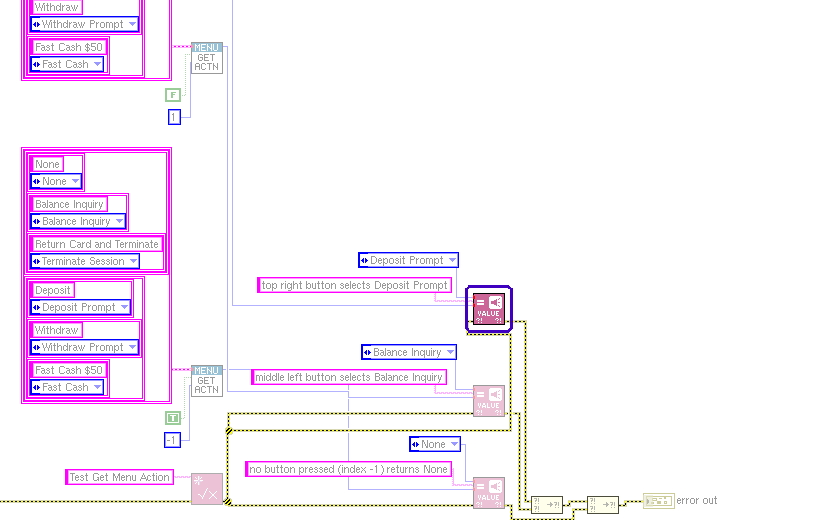 Withdraw
Withdraw Prompt
Fast Cash $50
Fast Cash
MENU
GET
ACTN
F
1
None
None
Balance Inquiry
Balance Inquiry
Return Card and Terminate
Terminate Session
Deposit
Deposit Prompt
Withdraw
Withdraw Prompt
Fast Cash $50
Fast Cash
MENU
GET
ACTN
T
-1
Deposit Prompt
top right button selects Deposit Prompt
= VALUE
?! ?!
Balance Inquiry
middle left button selects Balance Inquiry
= VALUE
?! ?!
None
no button pressed (index -1) returns None
= VALUE
?! ?!
Test Get Menu Action
*
√x
?! →?!
?! →?!
?!
error out